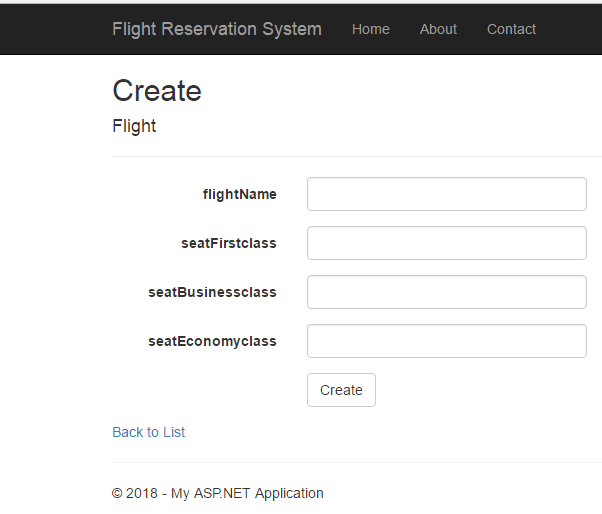 Flight Reservation System Home About Contact
Create
Flight
flightName
seatFirstclass
seatBusinessclass
seatEconomyclass
Create
Back to List
© 2018 - My ASP.NET Application